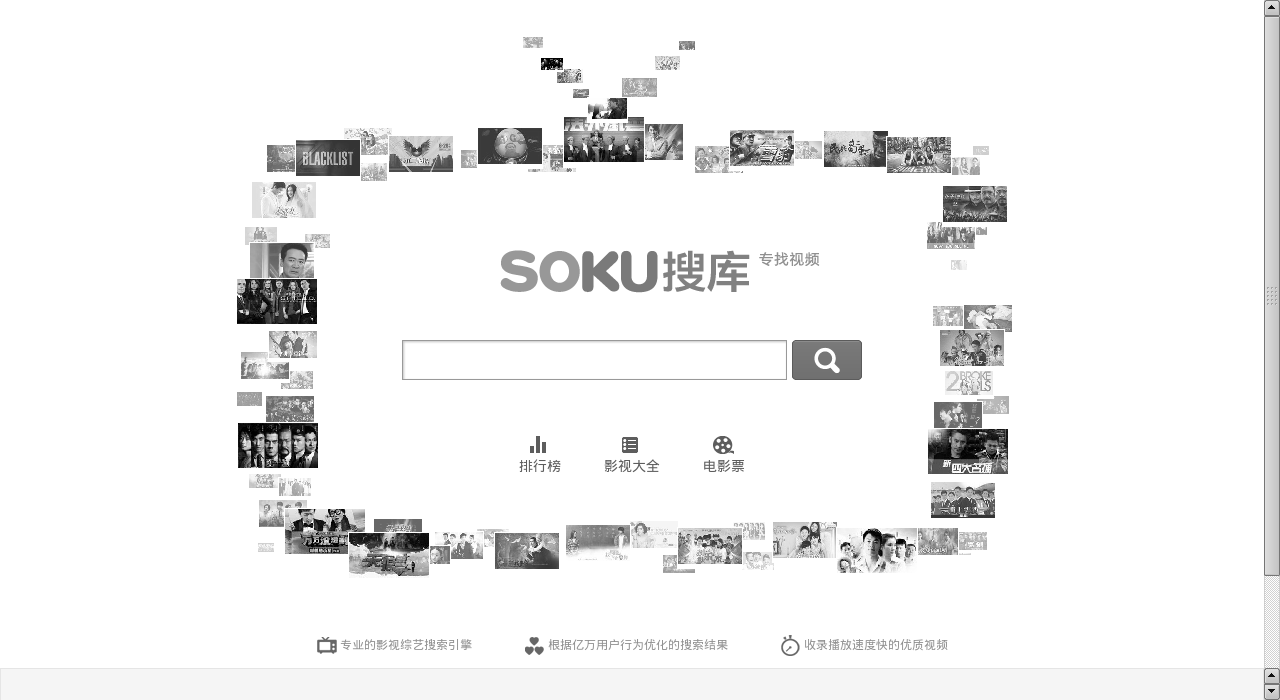 BLACKLIST
SOKU搜库 专找视频
2 BROKE GIRLS
新四大名捕
排行榜 影视大全 电影票
专业的影视综艺搜索引擎 根据亿万用户行为优化的搜索结果 收录播放速度快的优质视频